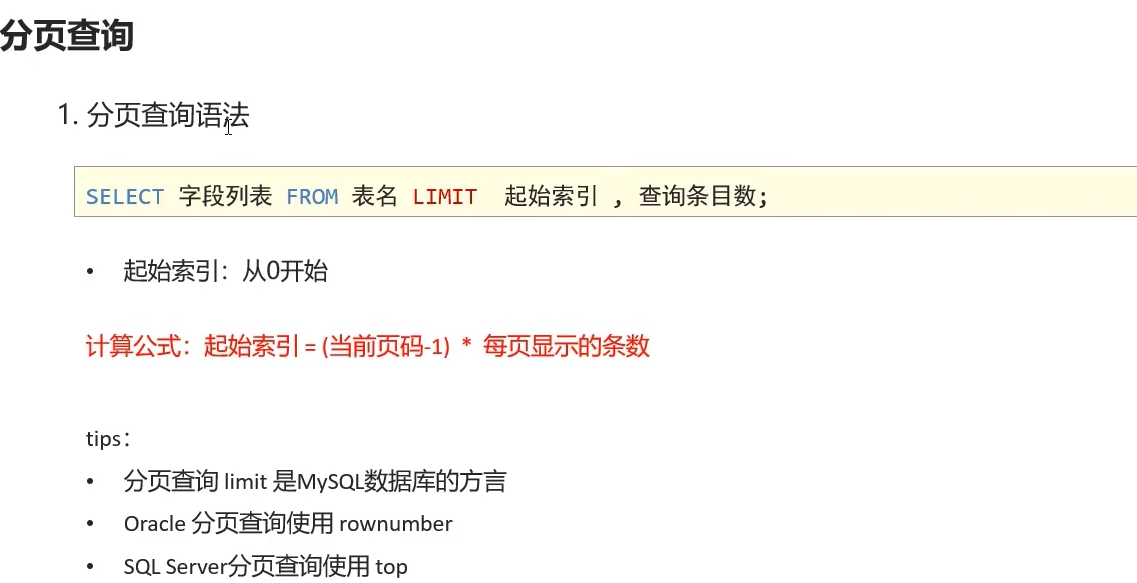 分页查询
1. 分页查询语法
SELECT 字段列表 FROM 表名 LIMIT 起始索引 , 查询条目数;
• 起始索引：从0开始
计算公式：起始索引 = (当前页码-1) * 每页显示的条数
tips：
• 分页查询 limit 是MySQL数据库的方言
• Oracle 分页查询使用 rownumber
• SQL Server分页查询使用 top